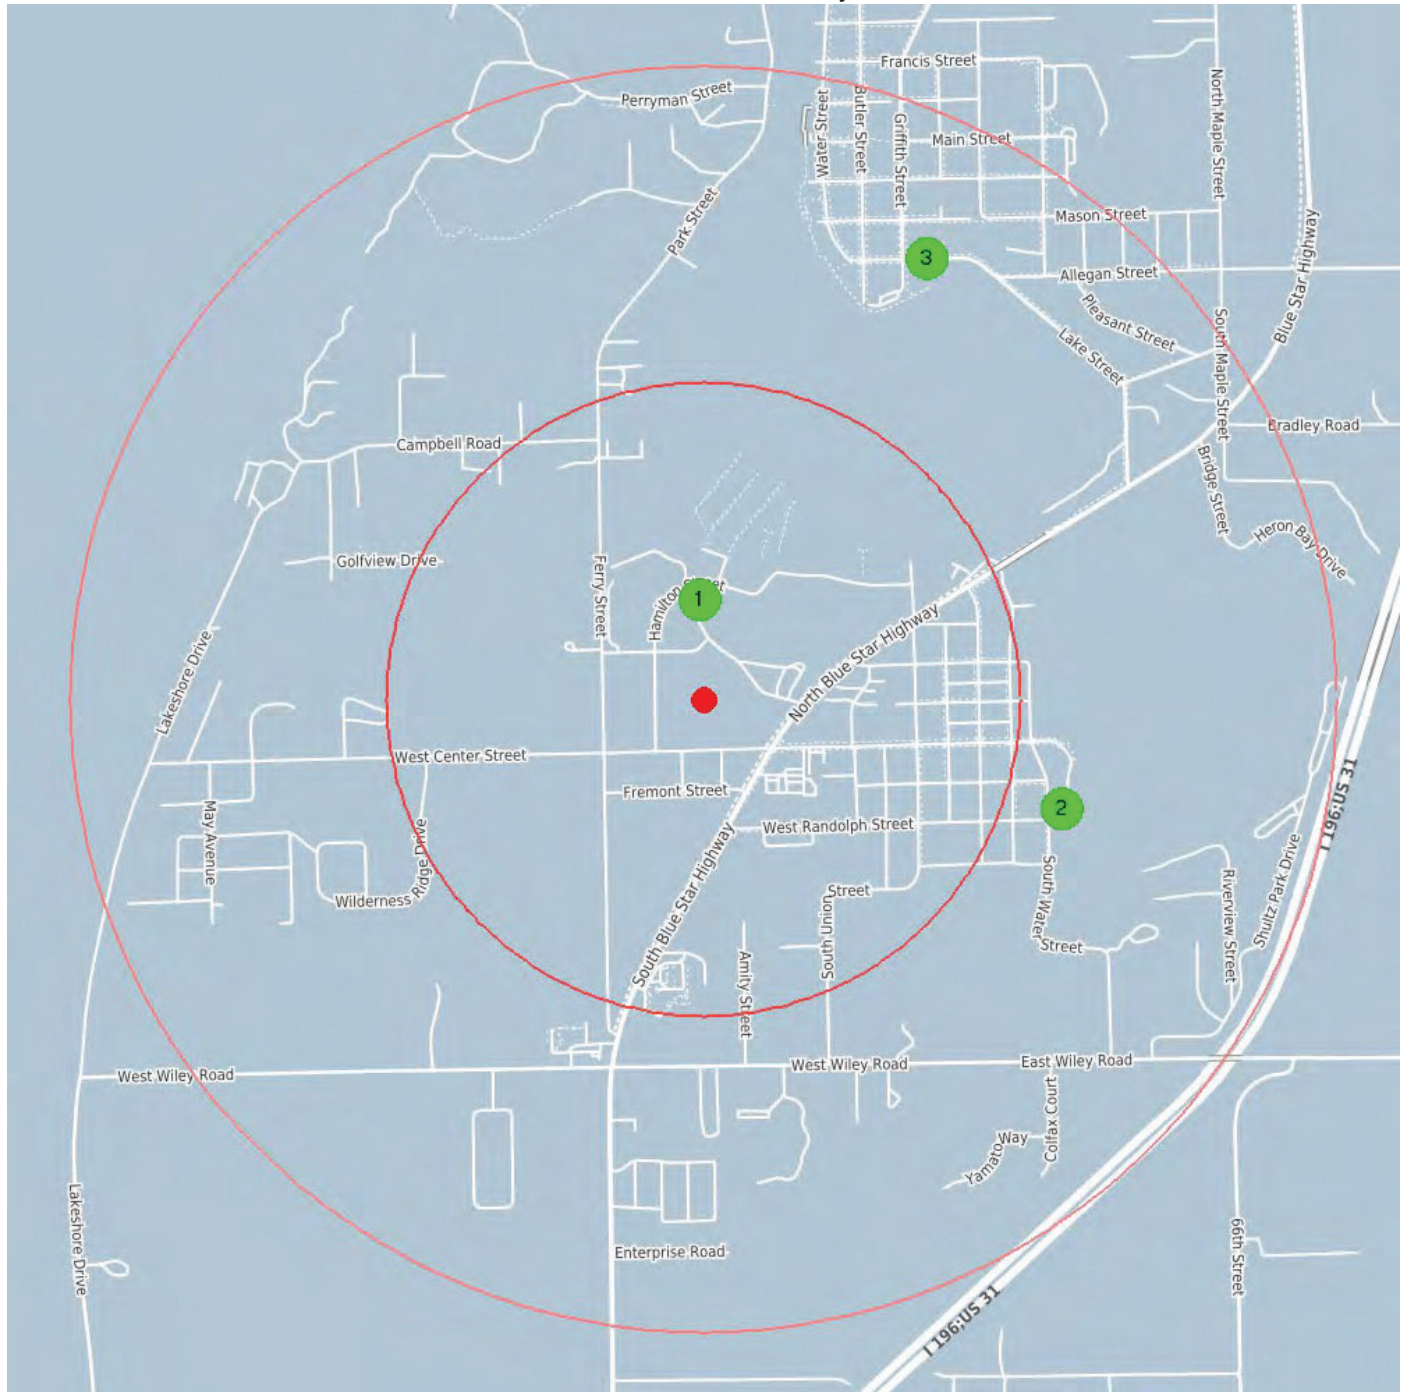 Francis Street
Perryman Street
Water Street
Butler Street
Griffith Street
Main Street
North Maple Street
Park Street
Mason Street
3
Allegan Street
Blue Star Highway
Pleasant Street
Lake Street
South Maple Street
Campbell Road
Bradley Road
Bridge Street
Heron Bay Drive
Golfview Drive
Ferry Street
Hamilton Street
1
North Blue Star Highway
Lakeshore Drive
West Center Street
Fremont Street
2
West Randolph Street
May Avenue
Wilderness Ridge Drive
South Blue Star Highway
South Union Street
South Water Street
Amity Street
Riverview Street
Shultz Park Drive
I 196;US 31
West Wiley Road
West Wiley Road
East Wiley Road
Colfax Court
Yamato Way
Lakeshore Drive
Enterprise Road
66th Street
I 196;US 31